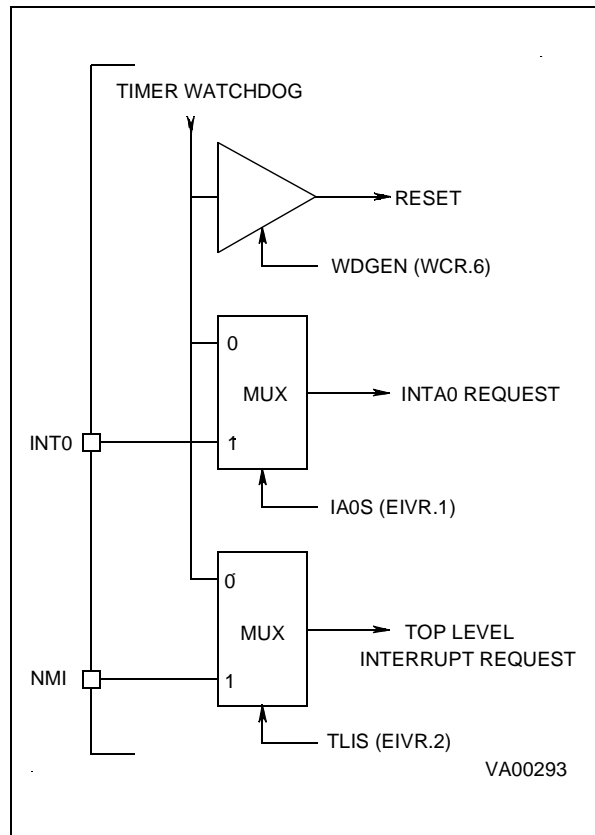 TIMER WATCHDOG
RESET
WDGEN (WCR.6)
0
MUX
INTA0 REQUEST
INT0
1
IA0S (EIVR.1)
0
MUX
TOP LEVEL
INTERRUPT REQUEST
NMI
1
TLIS (EIVR.2)
VA00293